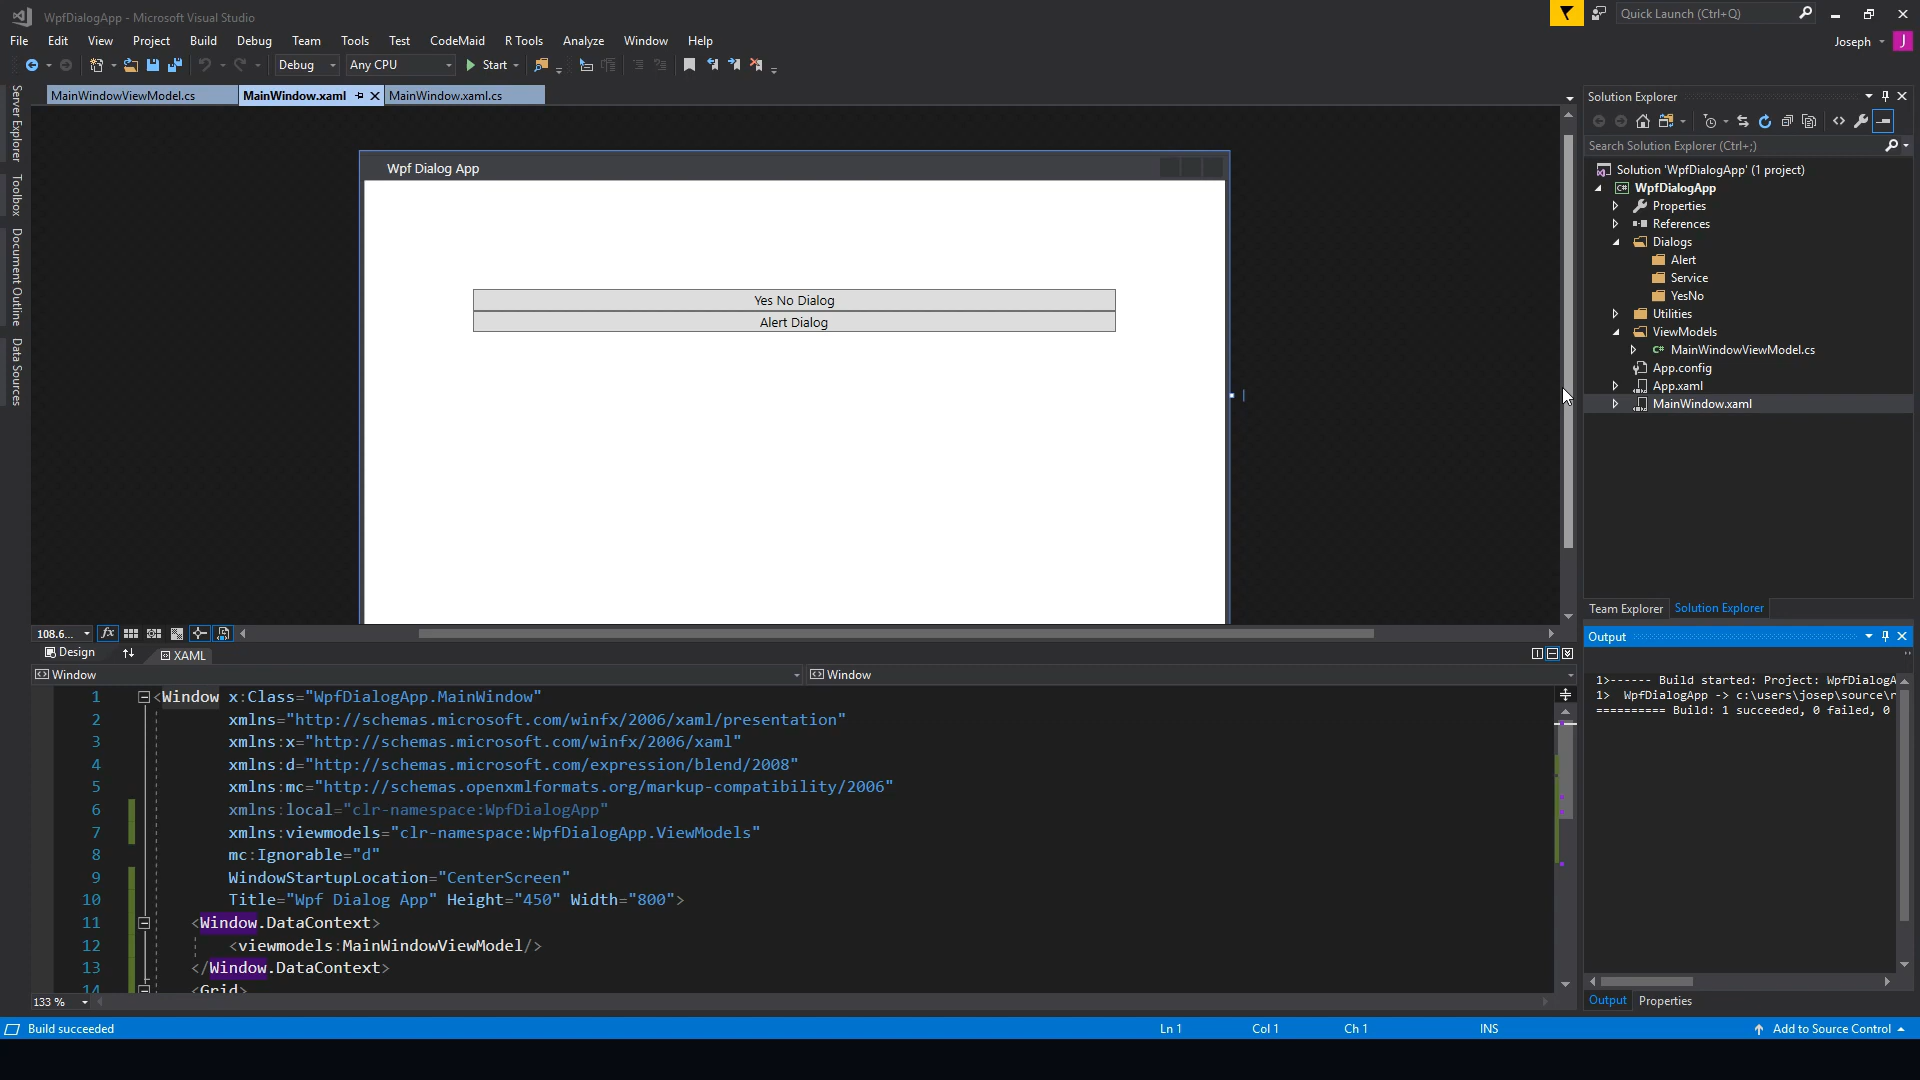 WpfDialogApp - Microsoft Visual Studio
Quick Launch (Ctrl+Q)
File Edit View Project Build Debug Team Tools Test CodeMaid R Tools Analyze Window Help
Joseph J
Debug Any CPU Start
MainWindowViewModel.cs MainWindow.xaml MainWindow.xaml.cs
Server Explorer
Toolbox
Document Outline
Data Sources
Wpf Dialog App
Yes No Dialog
Alert Dialog
108.6...
fx
Design XAML
Window Window
1 <Window x:Class="WpfDialogApp.MainWindow"
2 xmlns="http://schemas.microsoft.com/winfx/2006/xaml/presentation"
3 xmlns:x="http://schemas.microsoft.com/winfx/2006/xaml"
4 xmlns:d="http://schemas.microsoft.com/expression/blend/2008"
5 xmlns:mc="http://schemas.openxmlformats.org/markup-compatibility/2006"
6 xmlns:local="clr-namespace:WpfDialogApp"
7 xmlns:viewmodels="clr-namespace:WpfDialogApp.ViewModels"
8 mc:Ignorable="d"
9 WindowStartupLocation="CenterScreen"
10 Title="Wpf Dialog App" Height="450" Width="800">
11 <Window.DataContext>
12 <viewmodels:MainWindowViewModel/>
13 </Window.DataContext>
14 <Grid>
133 %
Solution Explorer
Search Solution Explorer (Ctrl+;)
Solution 'WpfDialogApp' (1 project)
C# WpfDialogApp
Properties
References
Dialogs
Alert
Service
YesNo
Utilities
ViewModels
C# MainWindowViewModel.cs
App.config
App.xaml
MainWindow.xaml
Team Explorer Solution Explorer
Output
1>------ Build started: Project: WpfDialogA
1> WpfDialogApp -> c:\users\josep\source\r
========== Build: 1 succeeded, 0 failed, 0
Output Properties
Build succeeded Ln 1 Col 1 Ch 1 INS Add to Source Control